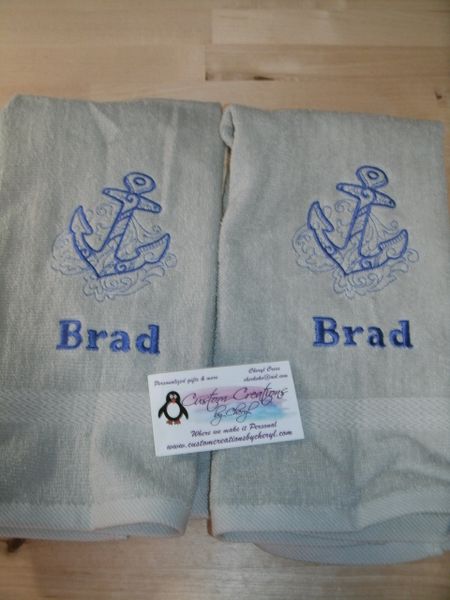 Brad
Brad
Personalized gifts & more
Custom Creations
by Cheryl
Where we make it Personal
www.customcreationsbycheryl.com